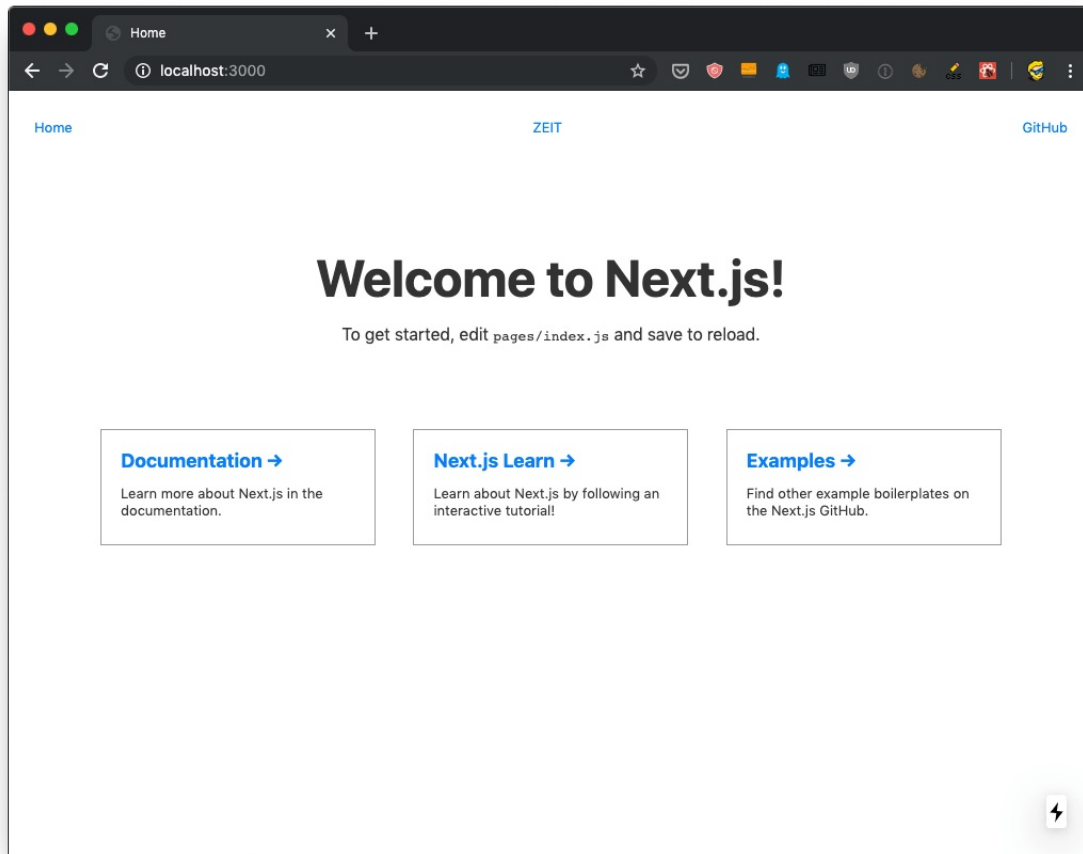 Home
localhost:3000
Home
ZEIT
GitHub
Welcome to Next.js!
To get started, edit pages/index.js and save to reload.
Documentation →
Learn more about Next.js in the
documentation.
Next.js Learn →
Learn about Next.js by following an
interactive tutorial!
Examples →
Find other example boilerplates on
the Next.js GitHub.